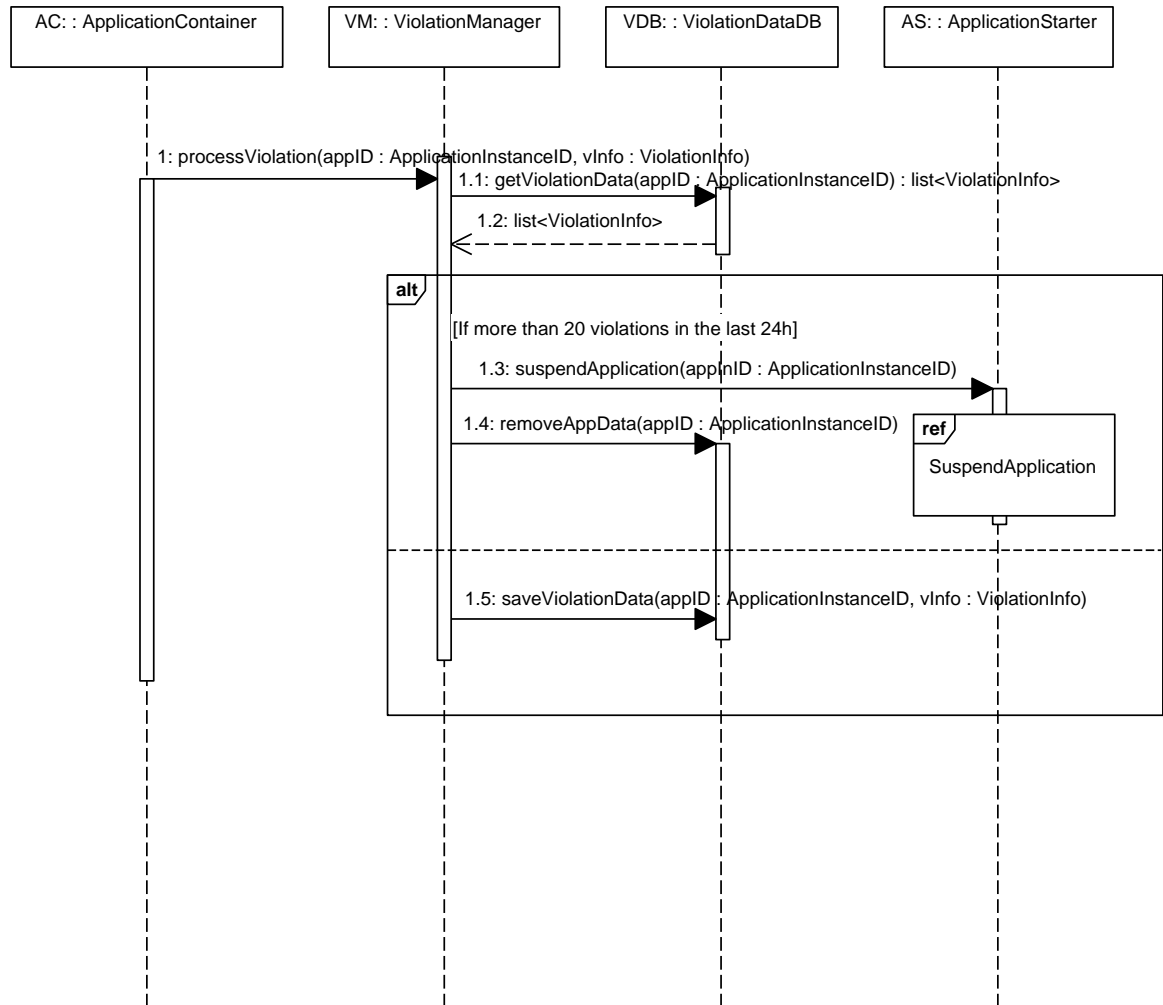 AC: : ApplicationContainer
VM: : ViolationManager
VDB: : ViolationDataDB
AS: : ApplicationStarter
1: processViolation(appID : ApplicationInstanceID, vInfo : ViolationInfo)
1.1: getViolationData(appID : ApplicationInstanceID) : list<ViolationInfo>
1.2: list<ViolationInfo>
alt
[If more than 20 violations in the last 24h]
1.3: suspendApplication(appInID : ApplicationInstanceID)
1.4: removeAppData(appID : ApplicationInstanceID)
ref
SuspendApplication
1.5: saveViolationData(appID : ApplicationInstanceID, vInfo : ViolationInfo)